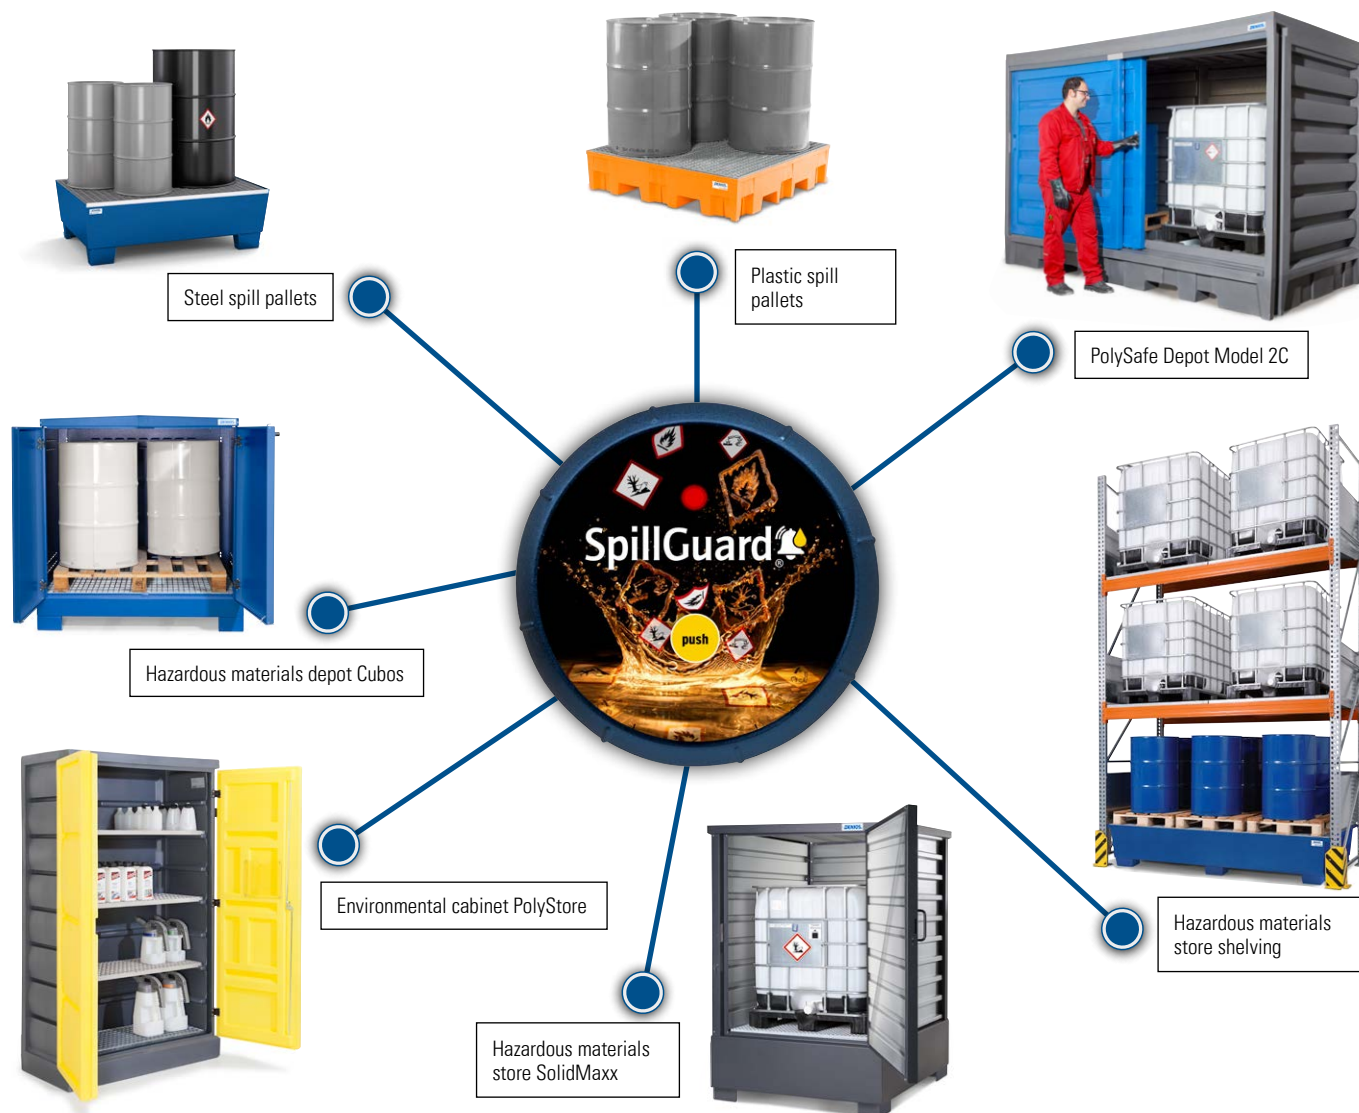 Steel spill pallets
Plastic spill
pallets
PolySafe Depot Model 2C
SpillGuard
®
push
Hazardous materials depot Cubos
Environmental cabinet PolyStore
Hazardous materials
store SolidMaxx
Hazardous materials
store shelving
DENIOS